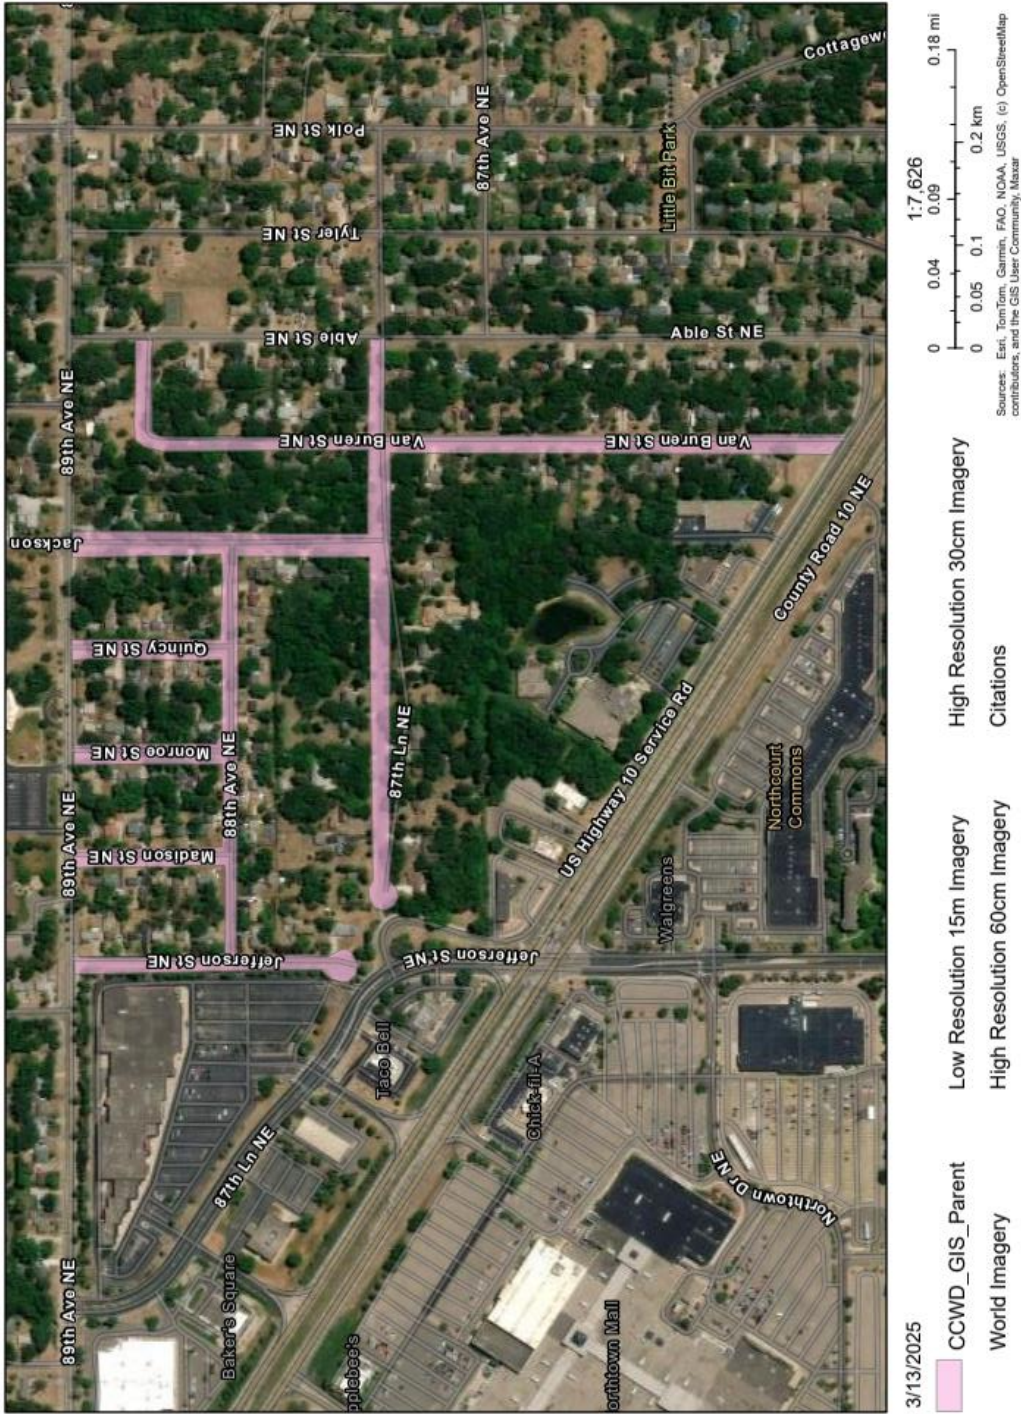 89th Ave NE
89th Ave NE
89th Ave NE
Jackson
Polk St NE
Tyler St NE
Able St NE
Able St NE
Van Buren St NE
Van Buren St NE
Quincy St NE
Monroe St NE
Madison St NE
Jefferson St NE
Jefferson St NE
88th Ave NE
87th Ave NE
87th Ln NE
87th Ln NE
Little Bit Park
US Highway 10 Service Rd
County Road 10 NE
Northcourt
Commons
Walgreens
Taco Bell
Chick-fil-A
Baker's Square
Northtown Dr NE
3/13/2025
CCWD_GIS_Parent
World Imagery
Low Resolution 15m Imagery
High Resolution 60cm Imagery
High Resolution 30cm Imagery
Citations
1:7,626
0 0.04 0.09 0.18 mi
0 0.05 0.1 0.2 km
Sources: Esri, TomTom, Garmin, FAO, NOAA, USGS, (c) OpenStreetMap
contributors, and the GIS User Community, Maxar